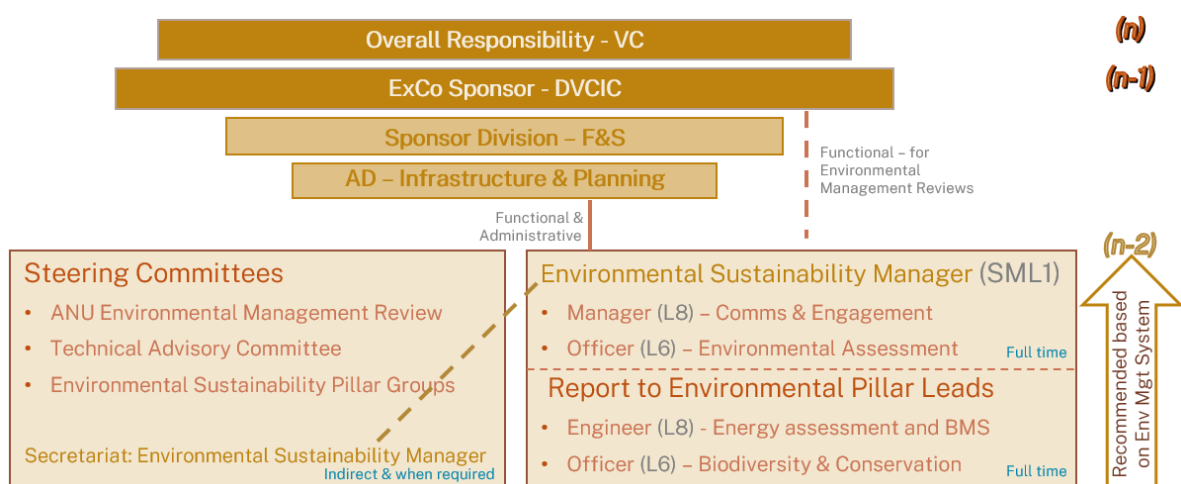 Overall Responsibility - VC
(n)
ExCo Sponsor - DVCIC
(n-1)
Sponsor Division – F&S
AD – Infrastructure & Planning
Functional – for
Environmental
Management Reviews
Functional &
Administrative
(n-2)
Steering Committees
• ANU Environmental Management Review
• Technical Advisory Committee
• Environmental Sustainability Pillar Groups
Secretariat: Environmental Sustainability Manager
Indirect & when required
Environmental Sustainability Manager (SML1)
• Manager (L8) – Comms & Engagement
• Officer (L6) – Environmental Assessment
Full time
Report to Environmental Pillar Leads
• Engineer (L8) - Energy assessment and BMS
• Officer (L6) – Biodiversity & Conservation
Full time
Recommended based
on Env Mgt System